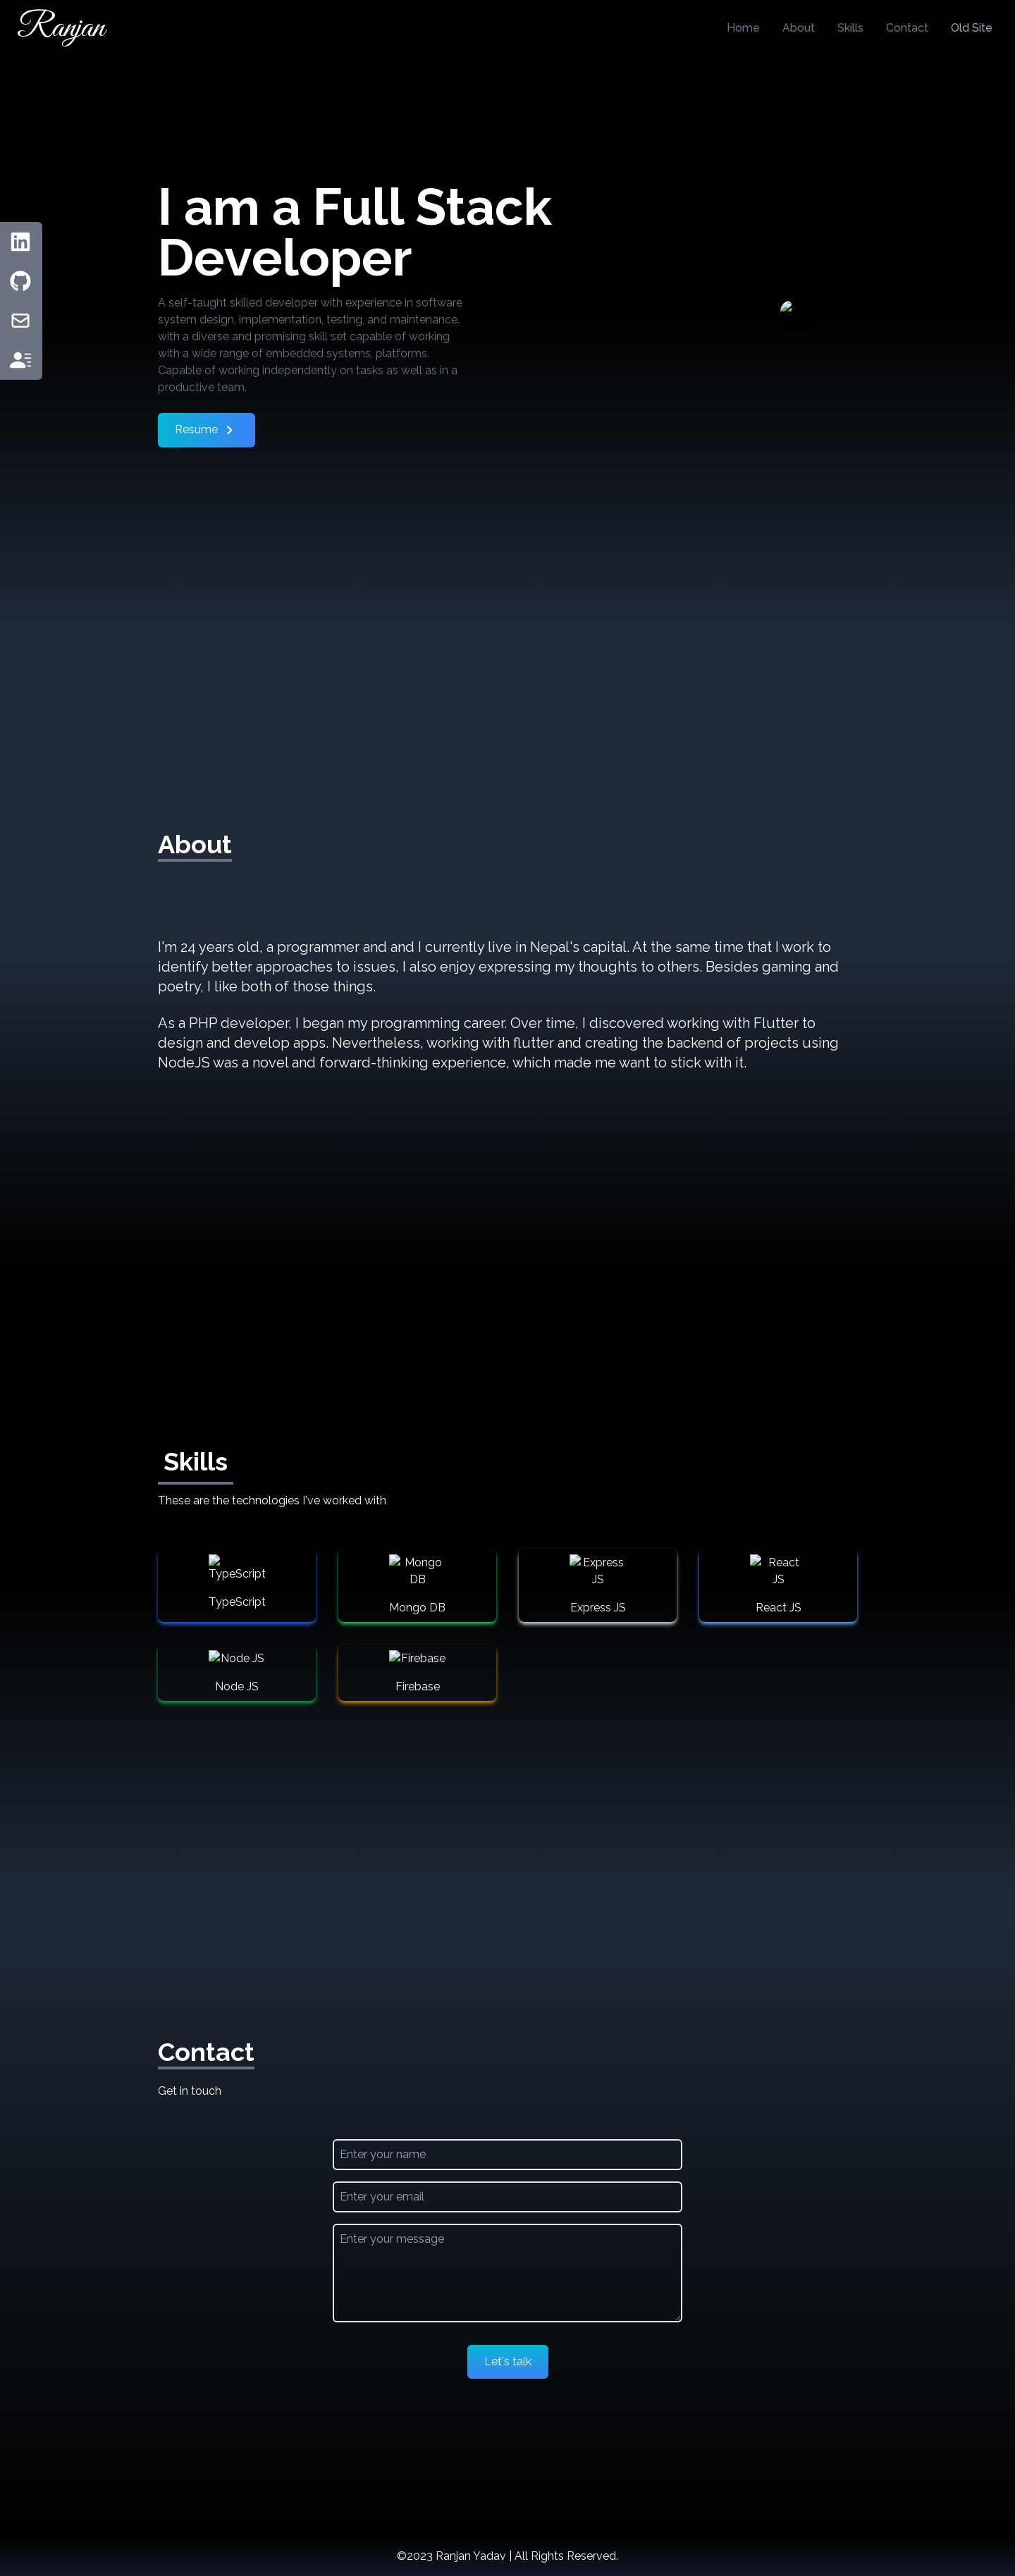 Ranjan
Home
About
Skills
Contact
Old Site
I am a Full Stack
Developer
A self-taught skilled developer with experience in software
system design, implementation, testing, and maintenance.
with a diverse and promising skill set capable of working
with a wide range of embedded systems, platforms.
Capable of working independently on tasks as well as in a
productive team.
Resume
About
I'm 24 years old, a programmer and and I currently live in Nepal's capital. At the same time that I work to
identify better approaches to issues, I also enjoy expressing my thoughts to others. Besides gaming and
poetry, I like both of those things.
As a PHP developer, I began my programming career. Over time, I discovered working with Flutter to
design and develop apps. Nevertheless, working with flutter and creating the backend of projects using
NodeJS was a novel and forward-thinking experience, which made me want to stick with it.
Skills
These are the technologies I've worked with
TypeScript
TypeScript
Mongo
DB
Mongo DB
Express
JS
Express JS
React
JS
React JS
Node JS
Node JS
Firebase
Firebase
Contact
Get in touch
Enter your name
Enter your email
Enter your message
Let's talk
©2023 Ranjan Yadav | All Rights Reserved.